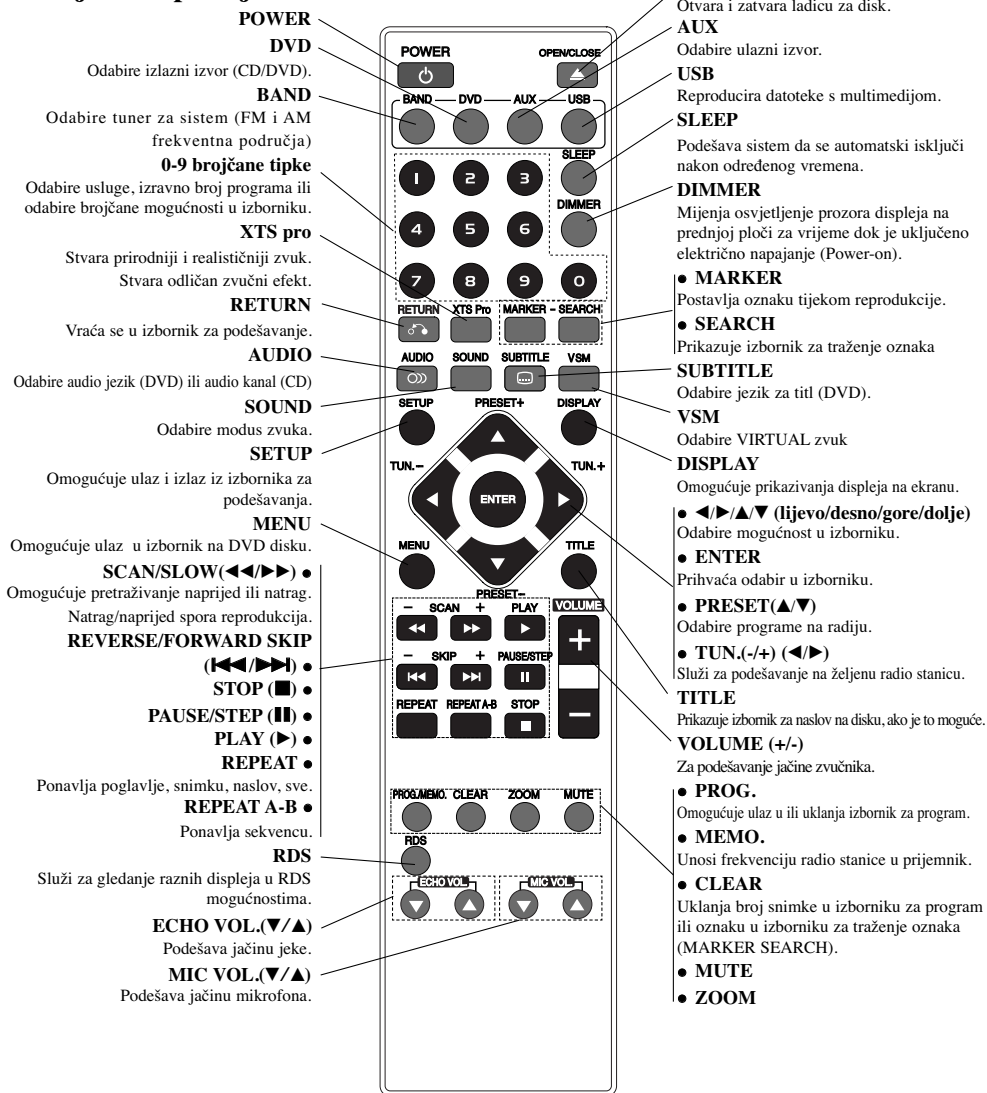 POWER
DVD
Odabire izlazni izvor (CD/DVD).
BAND
Odabire tuner za sistem (FM i AM
frekventna područja)
0-9 brojčane tipke
Odabire usluge, izravno broj programa ili
odabire brojčane mogućnosti u izborniku.
XTS pro
Stvara prirodniji i realističniji zvuk.
Stvara odličan zvučni efekt.
RETURN
Vraća se u izbornik za podešavanje.
AUDIO
Odabire audio jezik (DVD) ili audio kanal (CD)
SOUND
Odabire modus zvuka.
SETUP
Omogućuje ulaz i izlaz iz izbornika za
podešavanja.
MENU
Omogućuje ulaz u izbornik na DVD disku.
SCAN/SLOW(◀◀/▶▶) ●
Omogućuje pretraživanje naprijed ili natrag.
Natrag/naprijed spora reprodukcija.
REVERSE/FORWARD SKIP
(|◀◀/▶▶|) ●
STOP (■) ●
PAUSE/STEP (❚❚) ●
PLAY (▶) ●
REPEAT ●
Ponavlja poglavlje, snimku, naslov, sve.
REPEAT A-B ●
Ponavlja sekvencu.
RDS
Služi za gledanje raznih displeja u RDS
mogućnostima.
ECHO VOL.(▼/▲)
Podešava jačinu jeke.
MIC VOL.(▼/▲)
Podešava jačinu mikrofona.
POWER OPEN/CLOSE
BAND DVD AUX USB
SLEEP
1 2 3
DIMMER
4 5 6
7 8 9 0
RETURN XTS Pro MARKER - SEARCH
AUDIO SOUND SUBTITLE VSM
SETUP PRESET+ DISPLAY
TUN.- TUN.+
ENTER
MENU TITLE
PRESET-
- SCAN + PLAY VOLUME
+
- SKIP + PAUSE/STEP
REPEAT REPEAT A-B STOP
-
PROG./MEMO. CLEAR ZOOM MUTE
RDS
ECHO VOL. MIC VOL.
Otvara i zatvara ladicu za disk.
AUX
Odabire ulazni izvor.
USB
Reproducira datoteke s multimedijom.
SLEEP
Podešava sistem da se automatski isključi
nakon određenog vremena.
DIMMER
Mijenja osvjetljenje prozora displeja na
prednjoj ploči za vrijeme dok je uključeno
električno napajanje (Power-on).
● MARKER
Postavlja oznaku tijekom reprodukcije.
● SEARCH
Prikazuje izbornik za traženje oznaka
SUBTITLE
Odabire jezik za titl (DVD).
VSM
Odabire VIRTUAL zvuk
DISPLAY
Omogućuje prikazivanja displeja na ekranu.
● ◀/▶/▲/▼ (lijevo/desno/gore/dolje)
Odabire mogućnost u izborniku.
● ENTER
Prihvaća odabir u izborniku.
● PRESET(▲/▼)
Odabire programe na radiju.
● TUN.(-/+) (◀/▶)
Služi za podešavanje na željenu radio stanicu.
TITLE
Prikazuje izbornik za naslov na disku, ako je to moguće.
VOLUME (+/-)
Za podešavanje jačine zvučnika.
● PROG.
Omogućuje ulaz u ili uklanja izbornik za program.
● MEMO.
Unosi frekvenciju radio stanice u prijemnik.
● CLEAR
Uklanja broj snimke u izborniku za program
ili oznaku u izborniku za traženje oznaka
(MARKER SEARCH).
● MUTE
● ZOOM